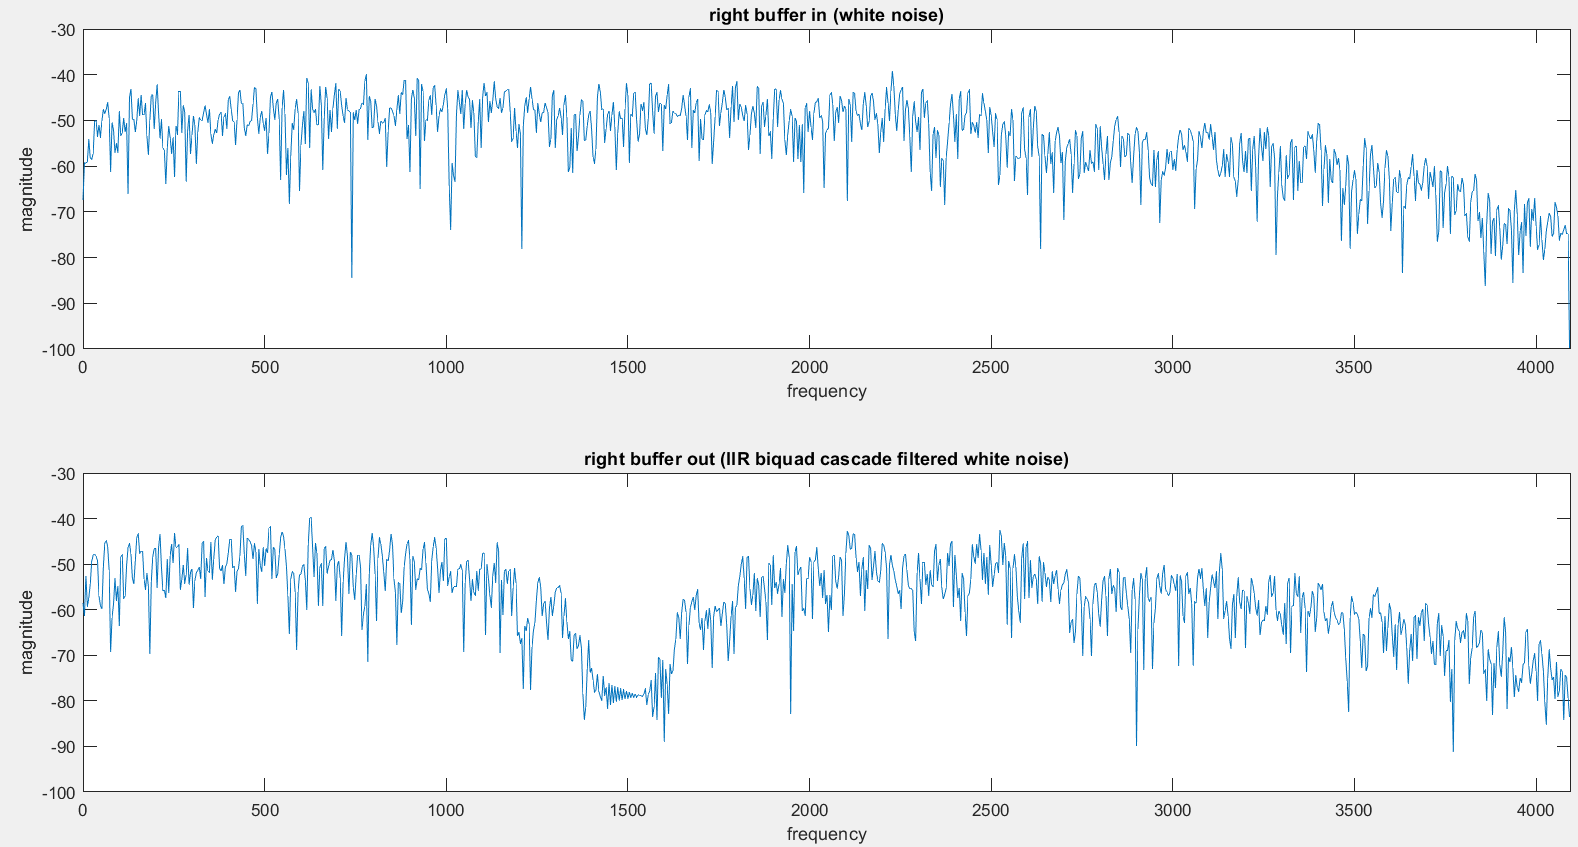 right buffer in (white noise)
-30
-40
-50
-60
-70
-80
-90
-100
magnitude
0 500 1000 1500 2000 2500 3000 3500 4000
frequency
right buffer out (IIR biquad cascade filtered white noise)
-30
-40
-50
-60
-70
-80
-90
-100
magnitude
0 500 1000 1500 2000 2500 3000 3500 4000
frequency